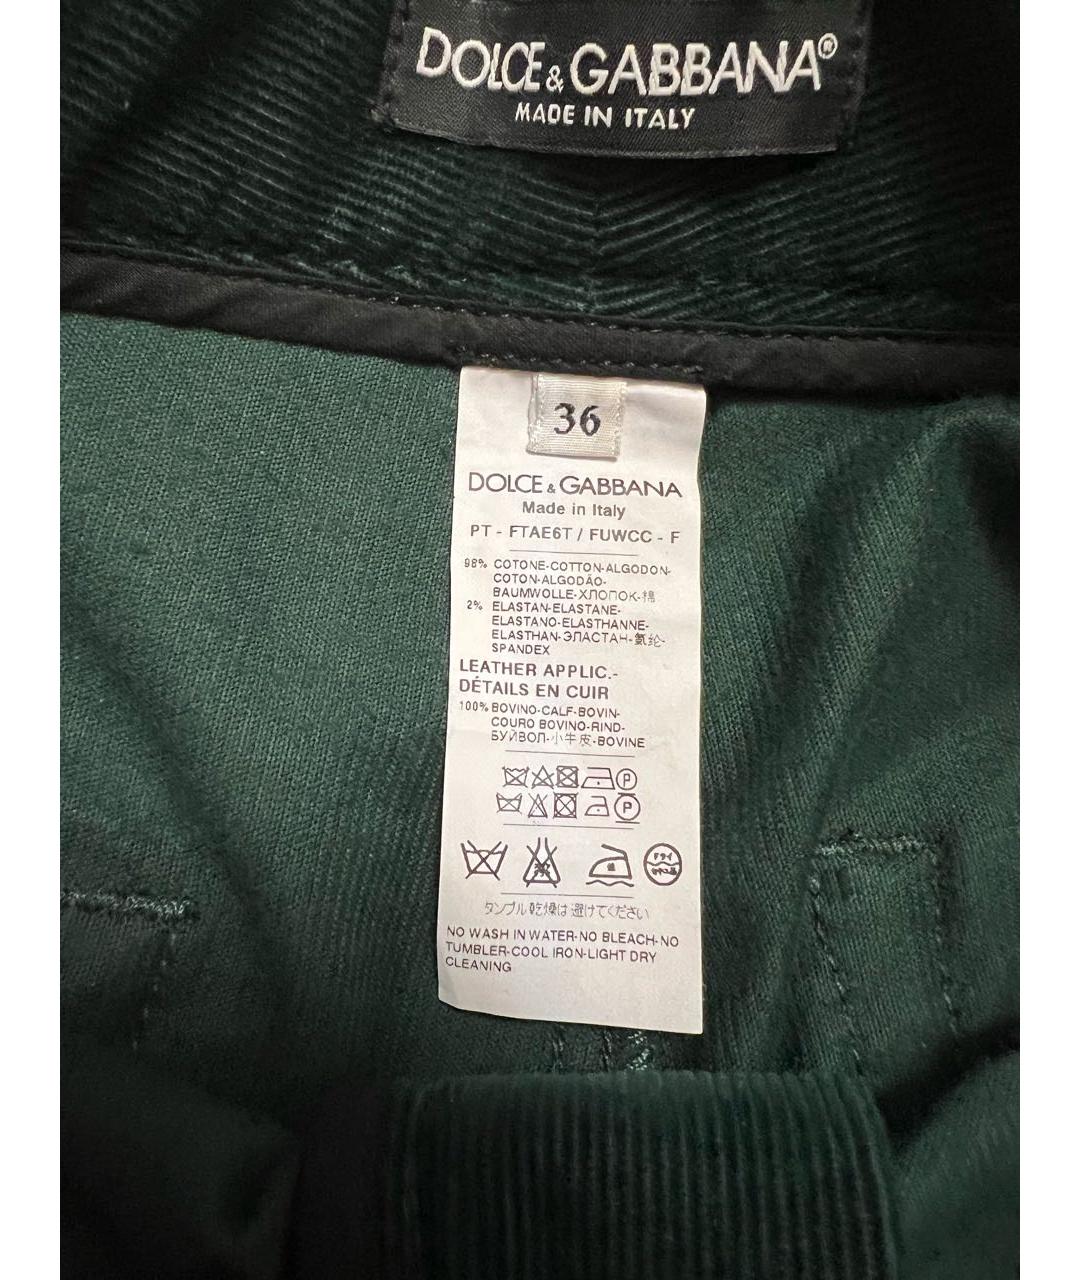 DOLCE & GABBANA®
MADE IN ITALY
36
DOLCE & GABBANA
Made in Italy
PT - FTAE6T / FUWCC - F
98% COTONE-COTTON-ALGODON-
COTON-ALGODÃO-
BAUMWOLLE-ХЛОПОК-棉
2% ELASTAN-ELASTANE-
ELASTANO-ELASTHANNE-
ELASTHAN-ЭЛАСТАН-氨纶-
SPANDEX
LEATHER APPLIC.-
DÉTAILS EN CUIR
100% BOVINO-CALF-BOVIN-
COURO BOVINO-RIND-
БУЙВОЛ-小牛皮-BOVINE
P
P
ドライ
タンブル乾燥は避けてください
NO WASH IN WATER-NO BLEACH-NO
TUMBLER-COOL IRON-LIGHT DRY
CLEANING